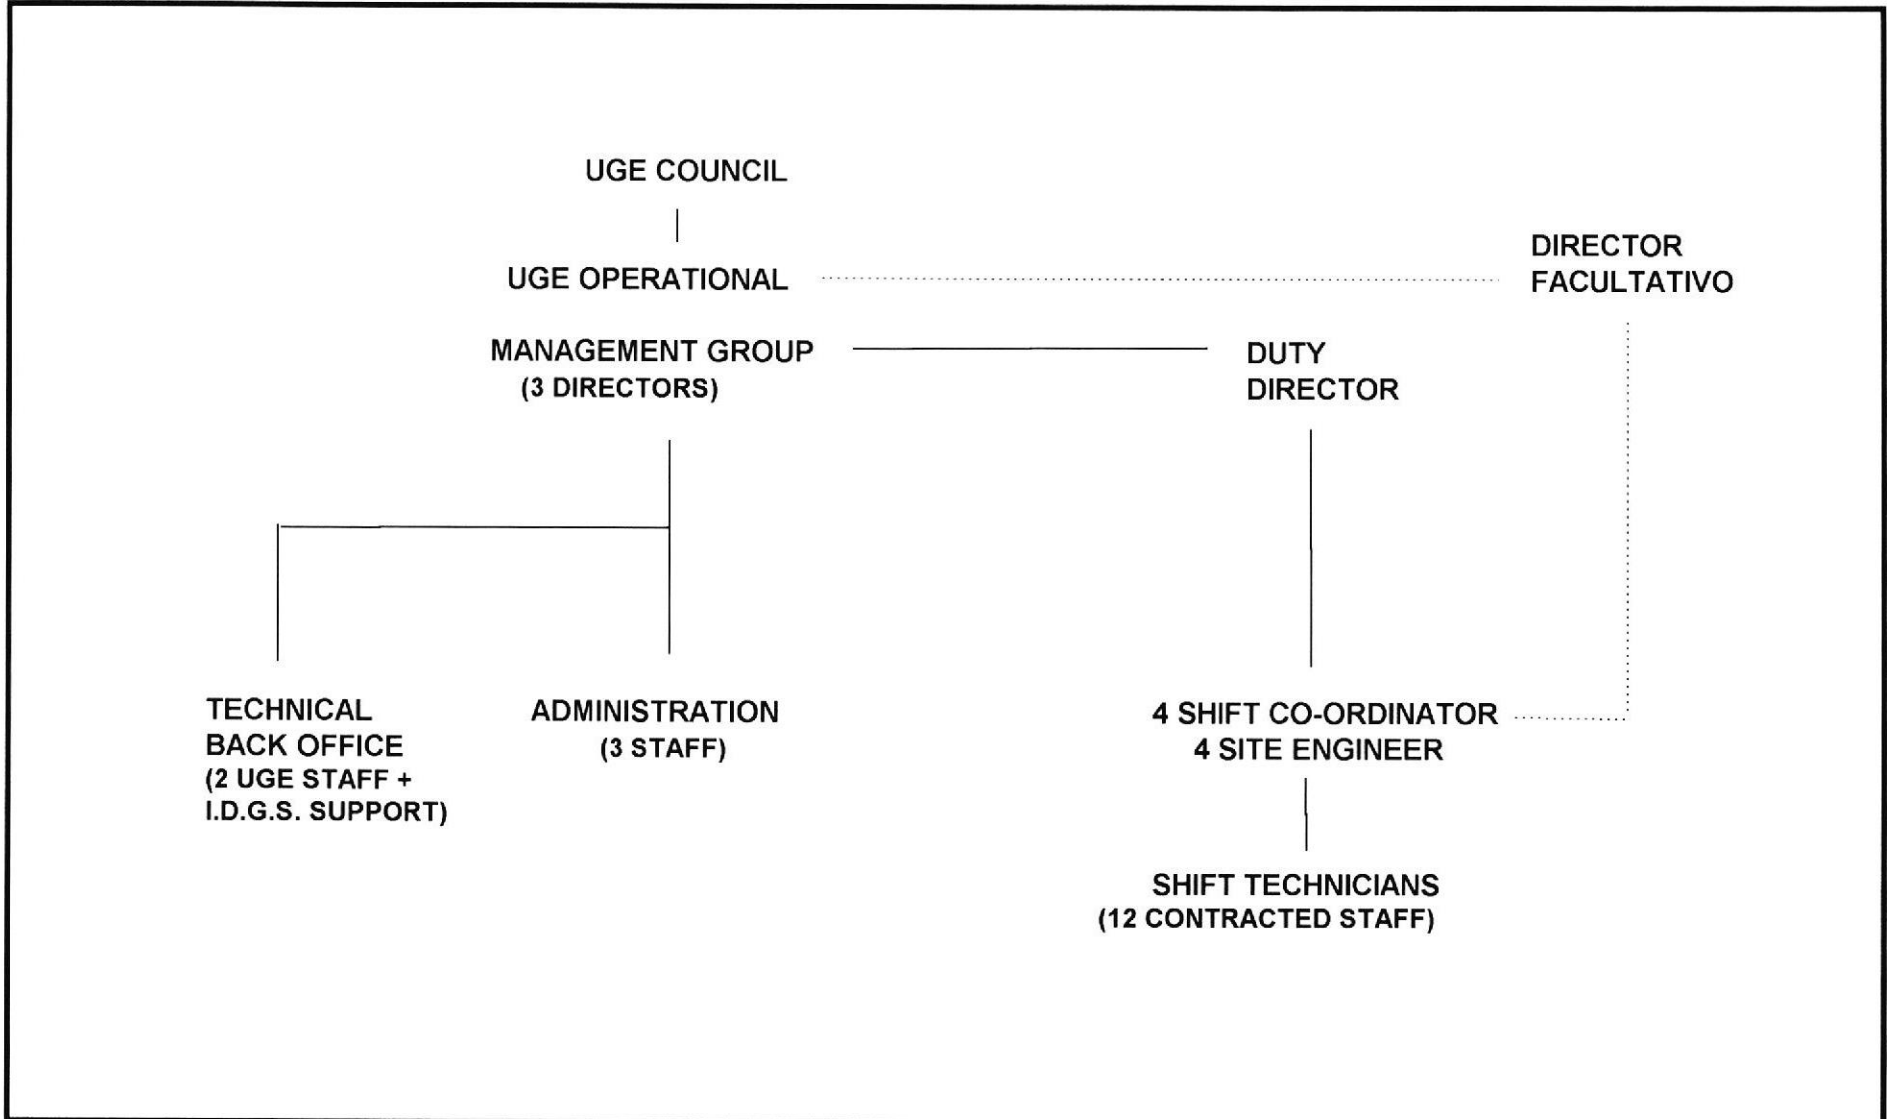 UGE COUNCIL
UGE OPERATIONAL
MANAGEMENT GROUP
(3 DIRECTORS)
DIRECTOR
FACULTATIVO
DUTY
DIRECTOR
TECHNICAL
BACK OFFICE
(2 UGE STAFF +
I.D.G.S. SUPPORT)
ADMINISTRATION
(3 STAFF)
4 SHIFT CO-ORDINATOR
4 SITE ENGINEER
SHIFT TECHNICIANS
(12 CONTRACTED STAFF)